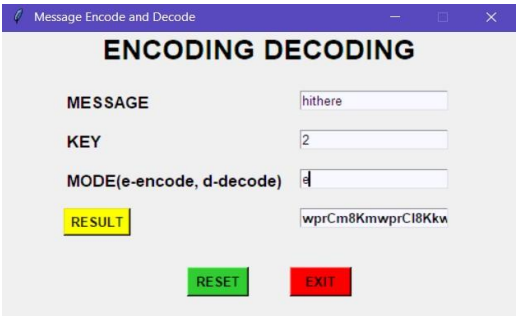 Message Encode and Decode
ENCODING DECODING
MESSAGE hithere
KEY 2
MODE(e-encode, d-decode) e
RESULT wprCm8KmwprCl8Kkw
RESET EXIT